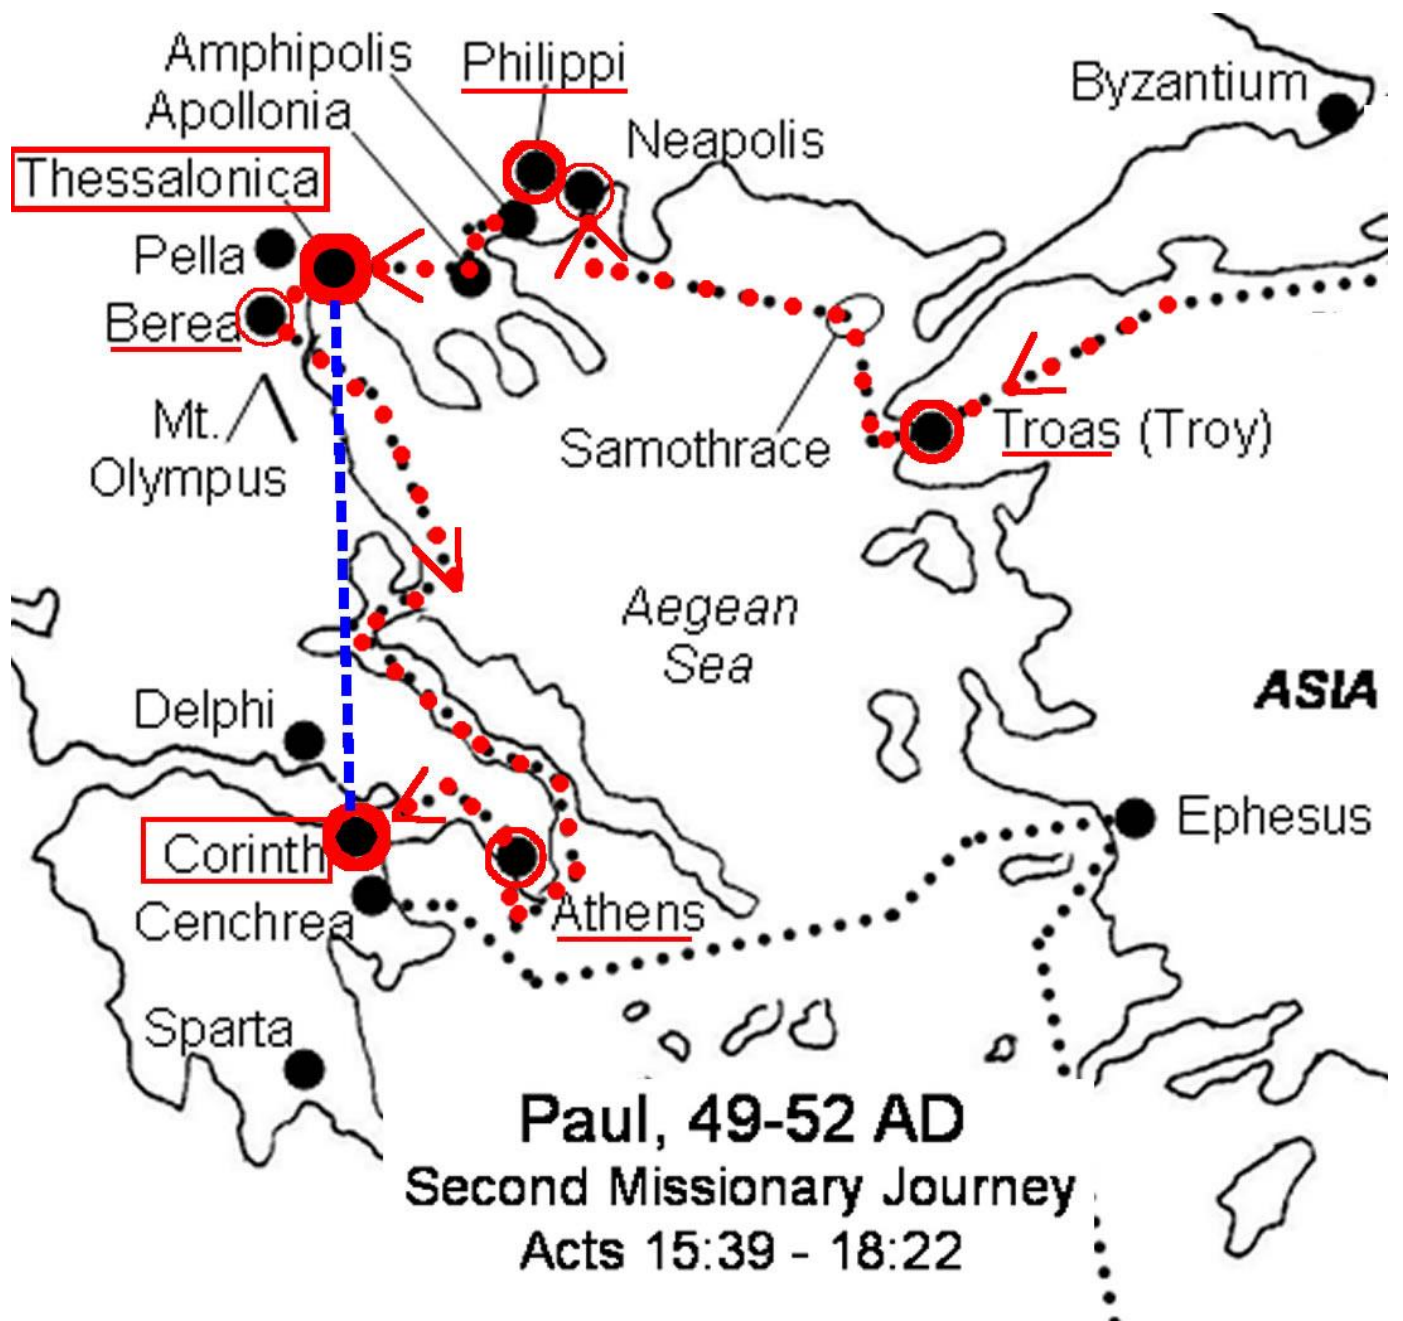 Amphipolis
Philippi
Byzantium
Apollonia
Neapolis
Thessalonica
Pella
Berea
Mt.
Olympus
Samothrace
Troas (Troy)
Aegean
Sea
ASIA
Delphi
Ephesus
Corinth
Cenchrea
Athens
Sparta
Paul, 49-52 AD
Second Missionary Journey
Acts 15:39 - 18:22